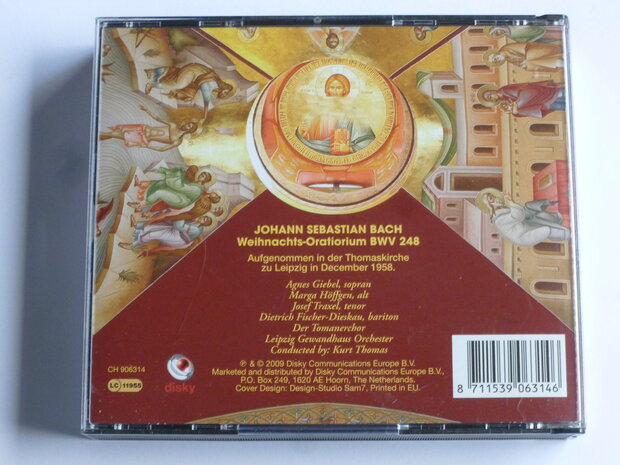 JOHANN SEBASTIAN BACH
Weihnachts-Oratiorium BWV 248
Aufgenommen in der Thomaskirche
zu Leipzig in December 1958.
Agnes Giebel, sopran
Marga Höffgen, alt
Josef Traxel, tenor
Dietrich Fischer-Dieskau, bariton
Der Tomanerchor
Leipzig Gewandhaus Orchester
Conducted by: Kurt Thomas
CH 906314
LC 11955
disky
℗ & © 2009 Disky Communications Europe B.V.
Marketed and distributed by Disky Communications Europe B.V.,
P.O. Box 249, 1620 AE Hoorn, The Netherlands.
Cover Design: Design-Studio Sam7, Printed in EU.
8 711539 063146